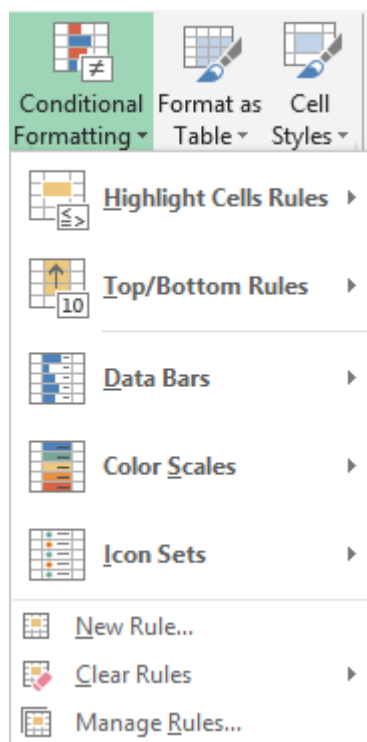 Conditional Format as Cell
Formatting Table Styles
≠
Highlight Cells Rules
≤ >
Top/Bottom Rules
10
Data Bars
Color Scales
Icon Sets
New Rule...
Clear Rules
Manage Rules...